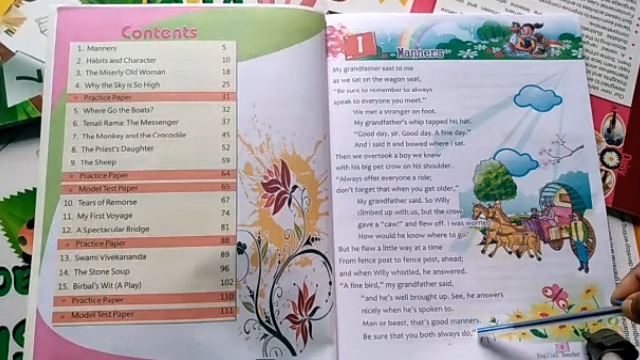 Contents
1. Manners 5
2. Habits and Character 10
3. The Miserly Old Woman 18
4. Why the Sky is So High 25
Practice Paper 31
5. Where Go the Boats? 32
6. Tenali Rama: The Messenger 37
7. The Monkey and the Crocodile 45
8. The Priest's Daughter 52
9. The Sheep 59
Practice Paper 64
Model Test Paper 65
10. Tears of Remorse 67
11. My First Voyage 74
12. A Spectacular Bridge 81
Practice Paper 88
13. Swami Vivekananda 89
14. The Stone Soup 96
15. Birbal's Wit (A Play) 102
Practice Paper 110
Model Test Paper 111
1
Manners
My grandfather said to me
as we sat on the wagon seat,
"Be sure to remember to always
speak to everyone you meet."
We met a stranger on foot.
My grandfather's whip tapped his hat.
"Good day, sir. Good day. A fine day."
And I said it and bowed where I sat.
Then we overtook a boy we knew
with his big pet crow on his shoulder.
"Always offer everyone a ride;
don't forget that when you get older,"
My grandfather said. So Willy
climbed up with us, but the crow
gave a "caw!" and flew off. I was worried
How would he know where to go?
But he flew a little way at a time
From fence post to fence post, ahead;
and when Willy whistled, he answered.
"A fine bird," my grandfather said,
"and he's well brought up. See, he answers
nicely when he's spoken to.
Man or beast, that's good manners.
Be sure that you both always do,"
English Reader